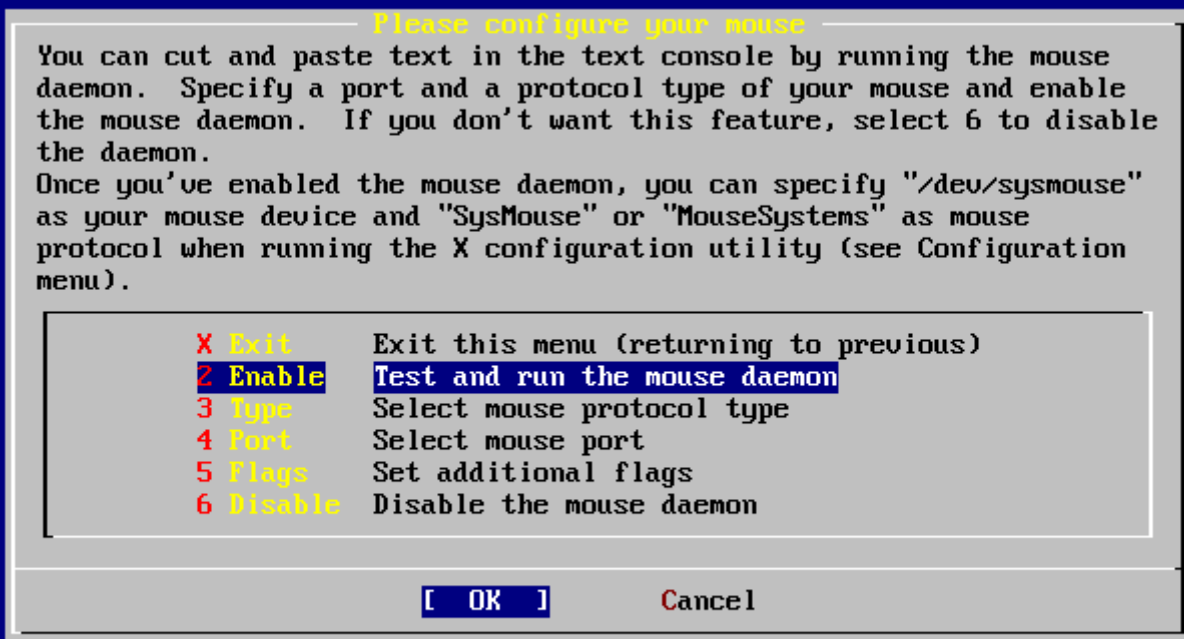 Please configure your mouse
You can cut and paste text in the text console by running the mouse
daemon.  Specify a port and a protocol type of your mouse and enable
the mouse daemon.  If you don't want this feature, select 6 to disable
the daemon.
Once you've enabled the mouse daemon, you can specify "/dev/sysmouse"
as your mouse device and "SysMouse" or "MouseSystems" as mouse
protocol when running the X configuration utility (see Configuration
menu).
X Exit     Exit this menu (returning to previous)
2 Enable   Test and run the mouse daemon
3 Type     Select mouse protocol type
4 Port     Select mouse port
5 Flags    Set additional flags
6 Disable  Disable the mouse daemon
[  OK  ]       Cancel